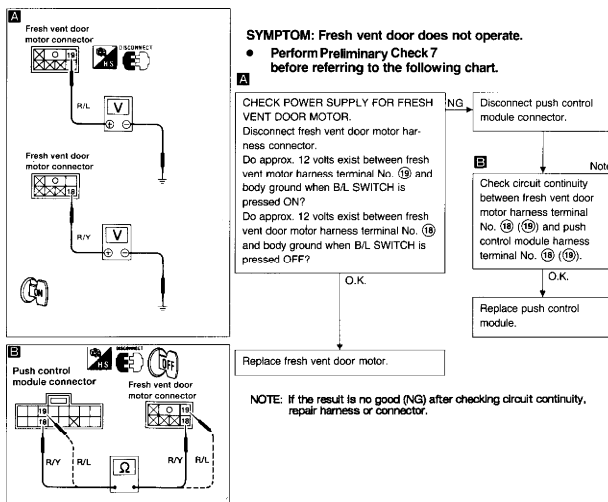 A
Fresh vent door
motor connector
19
DISCONNECT
H.S
R/L
V
Fresh vent door
motor connector
18
R/Y
V
ON
SYMPTOM: Fresh vent door does not operate.
● Perform Preliminary Check 7
before referring to the following chart.
A
CHECK POWER SUPPLY FOR FRESH
VENT DOOR MOTOR.
Disconnect fresh vent door motor har-
ness connector.
Do approx. 12 volts exist between fresh
vent motor harness terminal No. ⑲ and
body ground when B/L SWITCH is
pressed ON?
Do approx. 12 volts exist between fresh
vent door motor harness terminal No. ⑱
and body ground when B/L SWITCH is
pressed OFF?
NG
O.K.
Replace fresh vent door motor.
Disconnect push control
module connector.
B
Note
Check circuit continuity
between fresh vent door
motor harness terminal
No. ⑱ (⑲) and push
control module harness
terminal No. ⑱ (⑲).
O.K.
Replace push control
module.
NOTE: If the result is no good (NG) after checking circuit continuity,
repair harness or connector.
B
DISCONNECT
H.S
OFF
Push control
module connector
Fresh vent door
motor connector
19
18
19
18
R/Y
R/L
Ω
R/Y
R/L